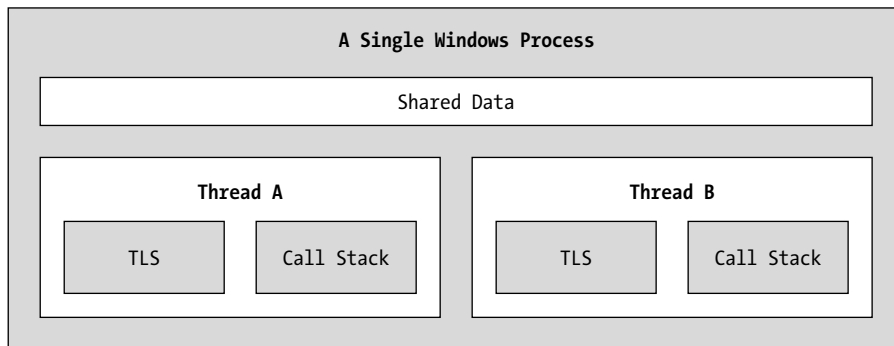 A Single Windows Process
Shared Data
Thread A
TLS
Call Stack
Thread B
TLS
Call Stack